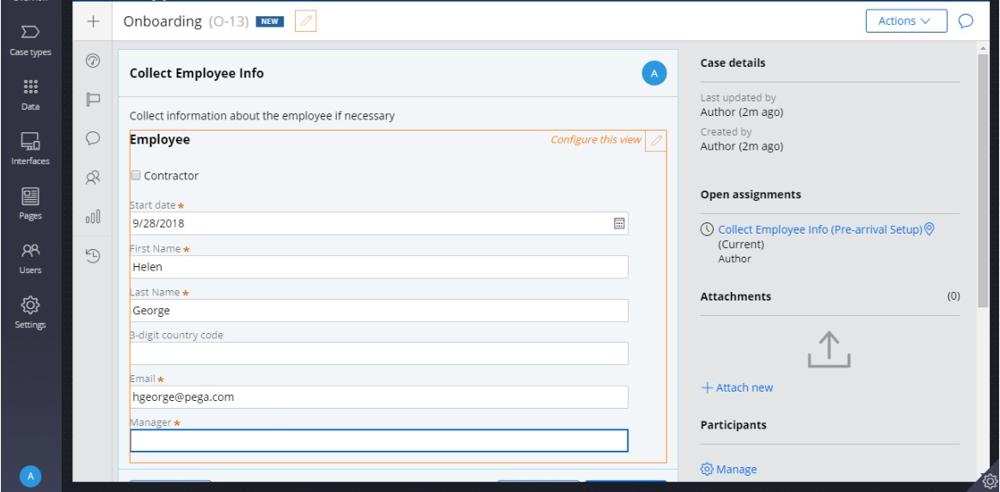 Overview
Case types
Data
Interfaces
Pages
Users
Settings
A
Onboarding (O-13) NEW
Actions
Collect Employee Info
A
Collect information about the employee if necessary
Employee
Configure this view
Contractor
Start date *
9/28/2018
First Name *
Helen
Last Name *
George
3-digit country code
Email *
hgeorge@pega.com
Manager *
Case details
Last updated by
Author (2m ago)
Created by
Author (2m ago)
Open assignments
Collect Employee Info (Pre-arrival Setup)
(Current)
Author
Attachments (0)
Attach new
Participants
Manage